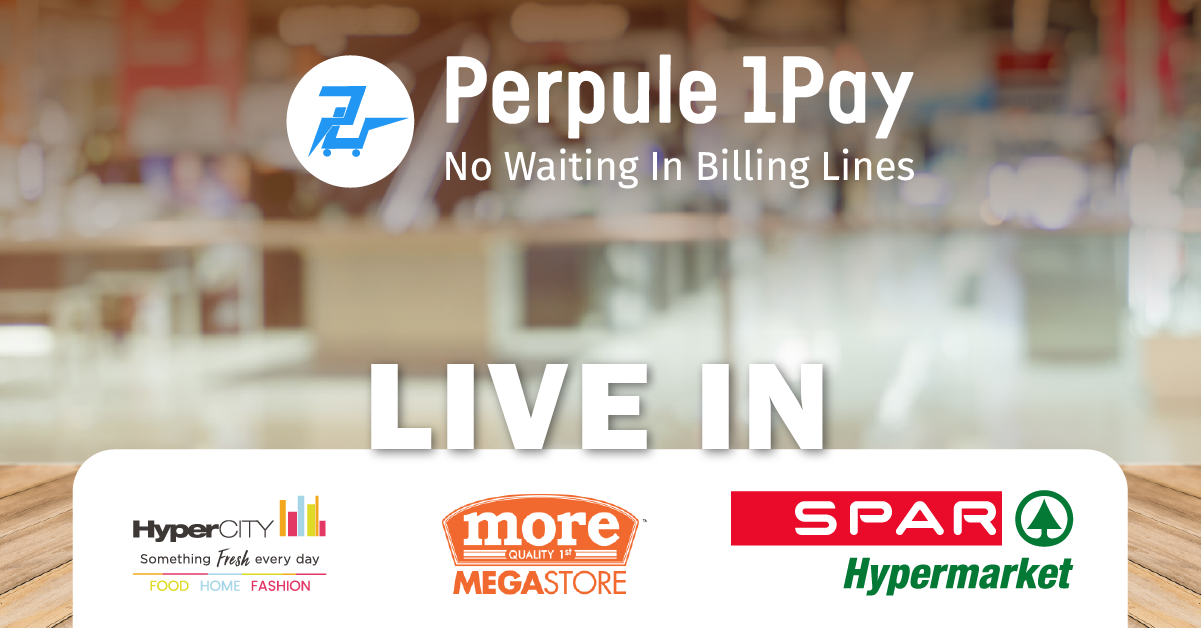 Perpule 1Pay
No Waiting In Billing Lines
LIVE IN
HyperCITY
Something Fresh every day
FOOD HOME FASHION
more
QUALITY 1st
MEGASTORE
™
SPAR
Hypermarket